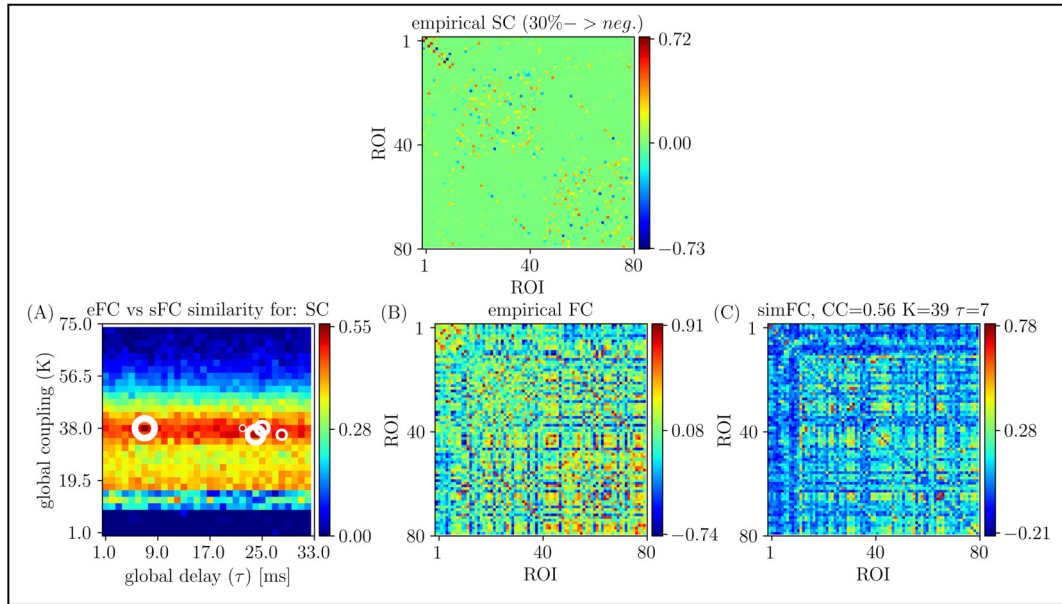 empirical SC (30%− > neg.)
1
40
80
ROI
1
40
80
ROI
0.72
0.00
−0.73
(A)
eFC vs sFC similarity for: SC
75.0
56.5
38.0
19.5
1.0
global coupling (K)
1.0
9.0
17.0
25.0
33.0
global delay (τ) [ms]
0.55
0.28
0.00
(B)
empirical FC
1
40
80
ROI
1
40
80
ROI
0.91
0.08
−0.74
(C)
simFC, CC=0.56 K=39 τ=7
1
40
80
ROI
1
40
80
ROI
0.78
0.28
−0.21